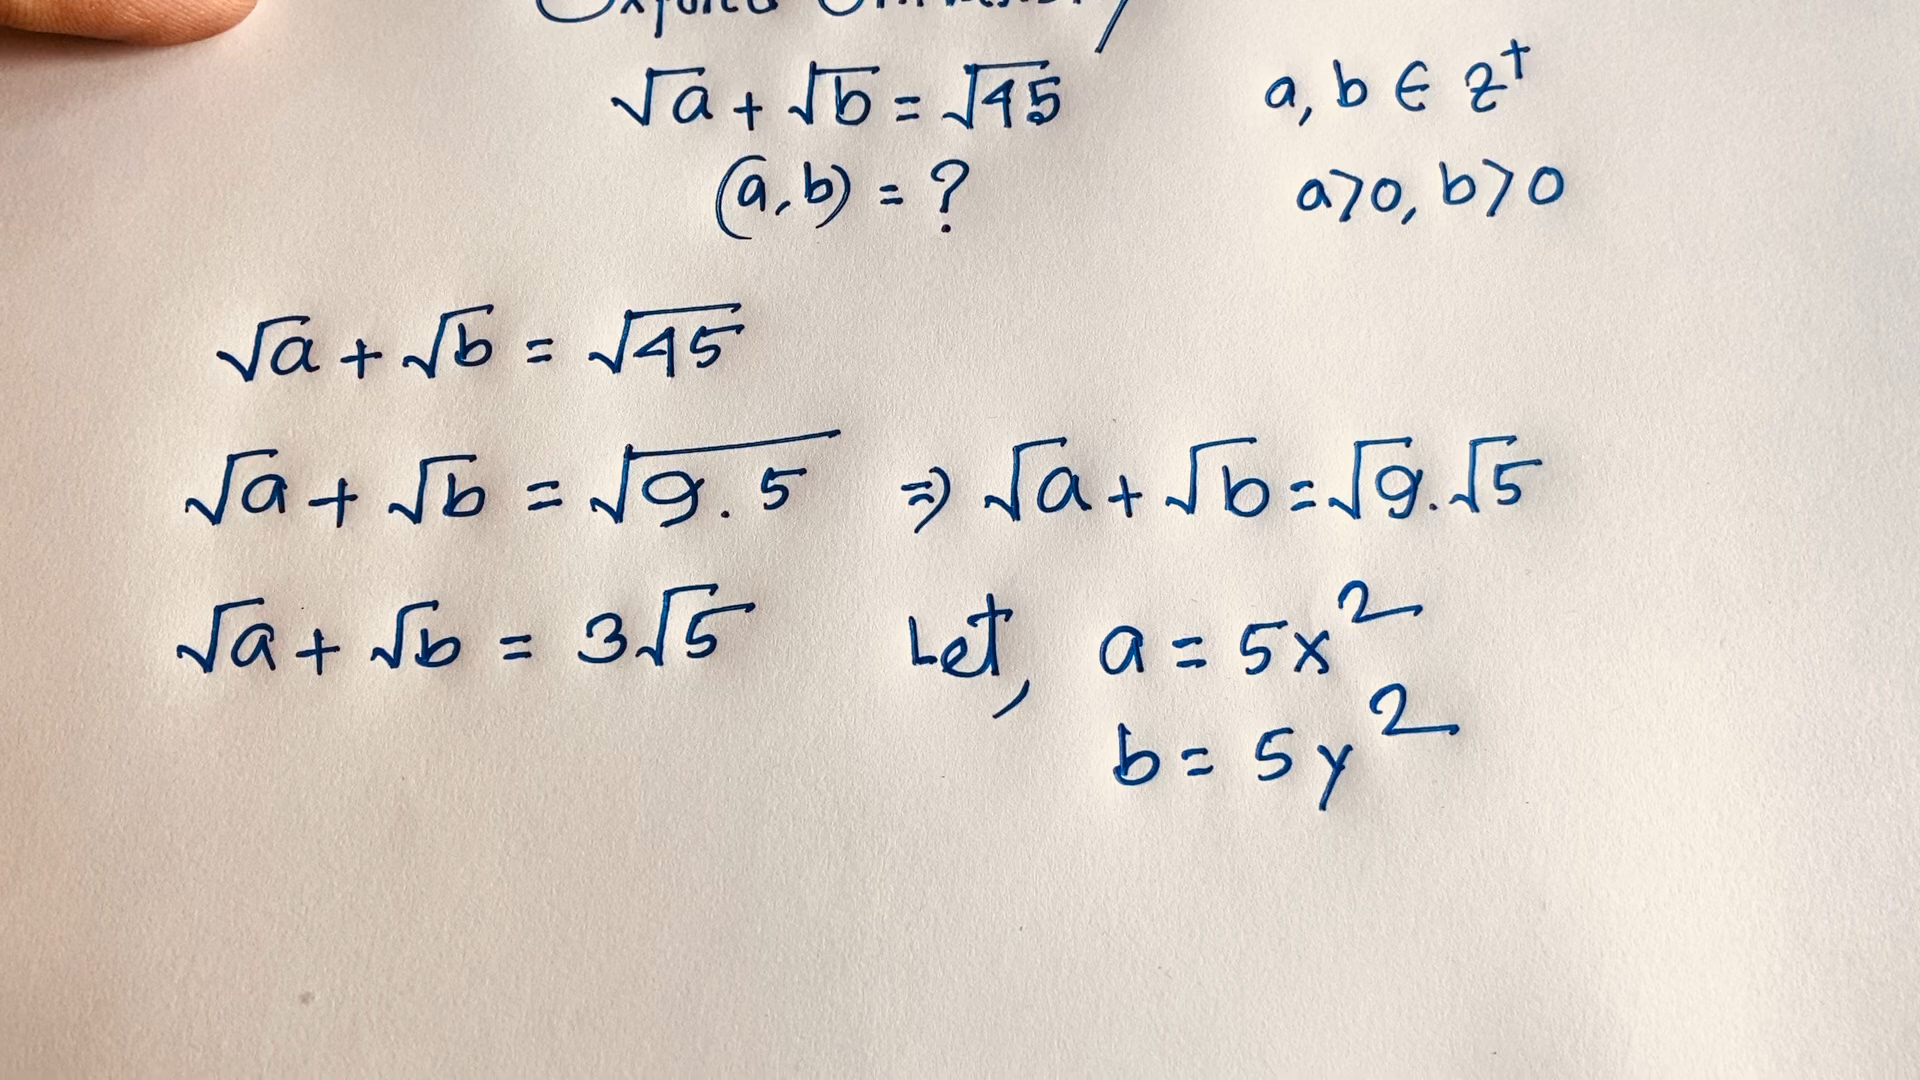 √a + √b = √45    a, b ∈ z⁺
(a, b) = ?    a>0, b>0
√a + √b = √45
√a + √b = √9.5 ⇒ √a + √b = √9.√5
√a + √b = 3√5    Let, a = 5x²
b = 5y²